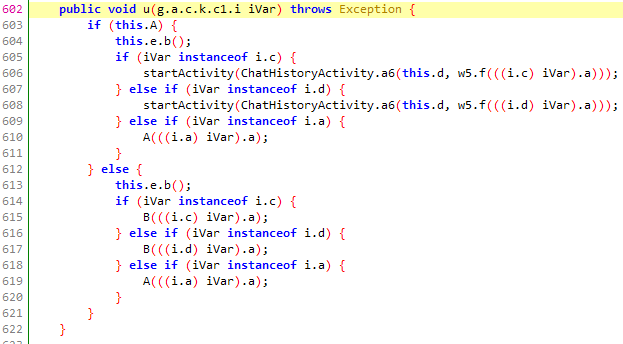 602 public void u(g.a.c.k.c1.i iVar) throws Exception {
603 if (this.A) {
604 this.e.b();
605 if (iVar instanceof i.c) {
606 startActivity(ChatHistoryActivity.a6(this.d, w5.f(((i.c) iVar).a)));
607 } else if (iVar instanceof i.d) {
608 startActivity(ChatHistoryActivity.a6(this.d, w5.f(((i.d) iVar).a)));
609 } else if (iVar instanceof i.a) {
610 A(((i.a) iVar).a);
611 }
612 } else {
613 this.e.b();
614 if (iVar instanceof i.c) {
615 B(((i.c) iVar).a);
616 } else if (iVar instanceof i.d) {
617 B(((i.d) iVar).a);
618 } else if (iVar instanceof i.a) {
619 A(((i.a) iVar).a);
620 }
621 }
622 }